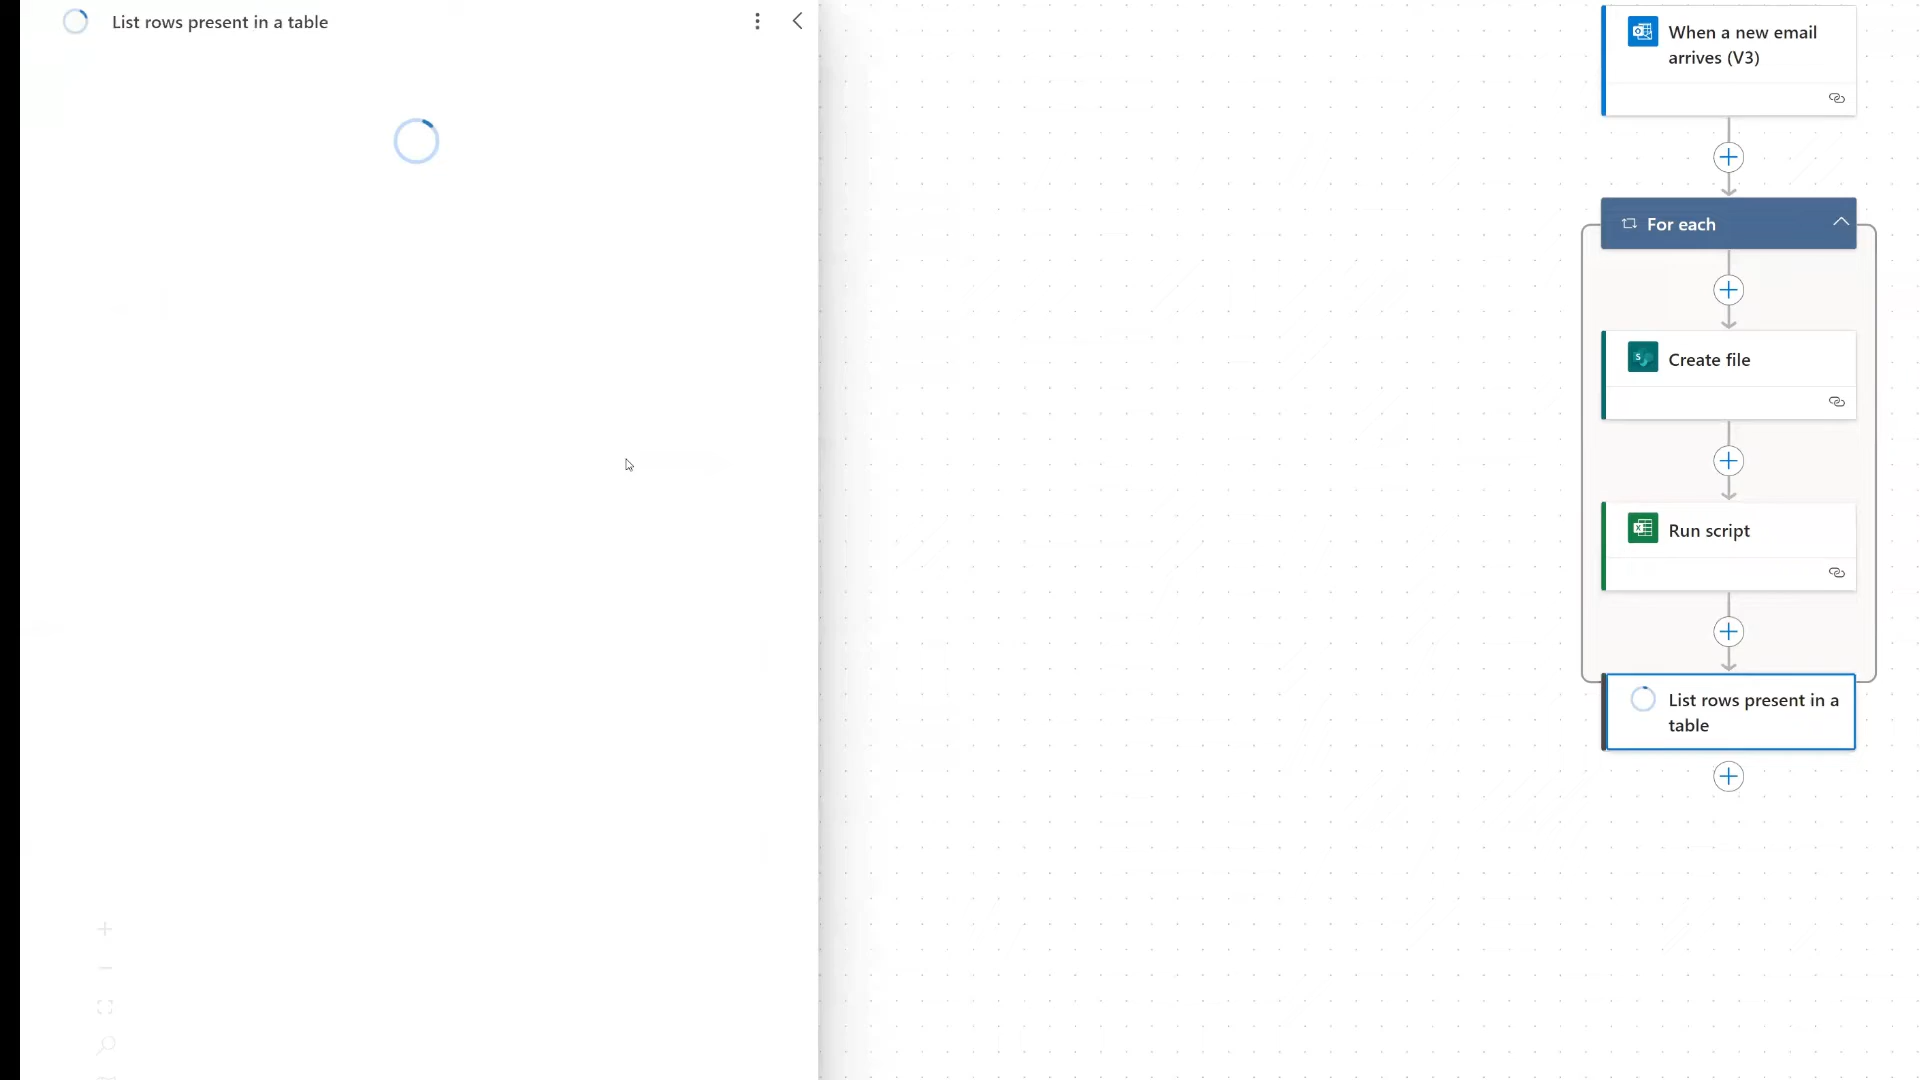 List rows present in a table
When a new email
arrives (V3)
For each
Create file
Run script
List rows present in a
table